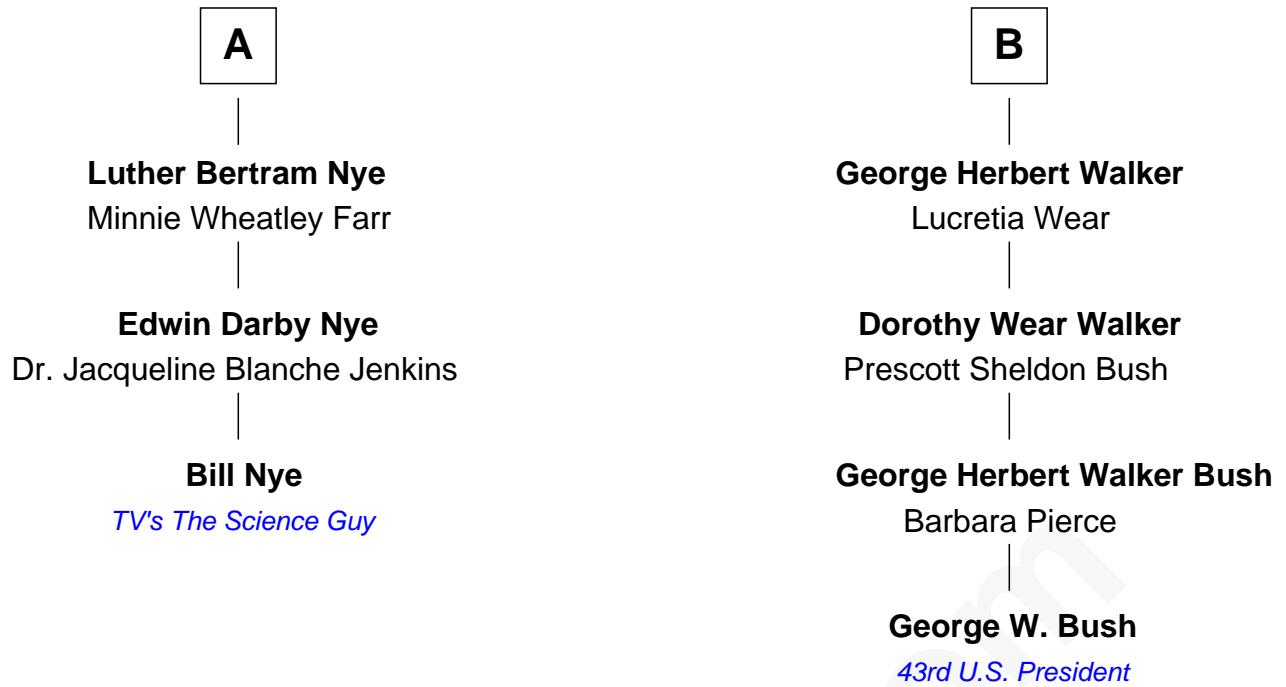 A
Luther Bertram Nye
Minnie Wheatley Farr
Edwin Darby Nye
Dr. Jacqueline Blanche Jenkins
Bill Nye
TV's The Science Guy
B
George Herbert Walker
Lucretia Wear
Dorothy Wear Walker
Prescott Sheldon Bush
George Herbert Walker Bush
Barbara Pierce
George W. Bush
43rd U.S. President